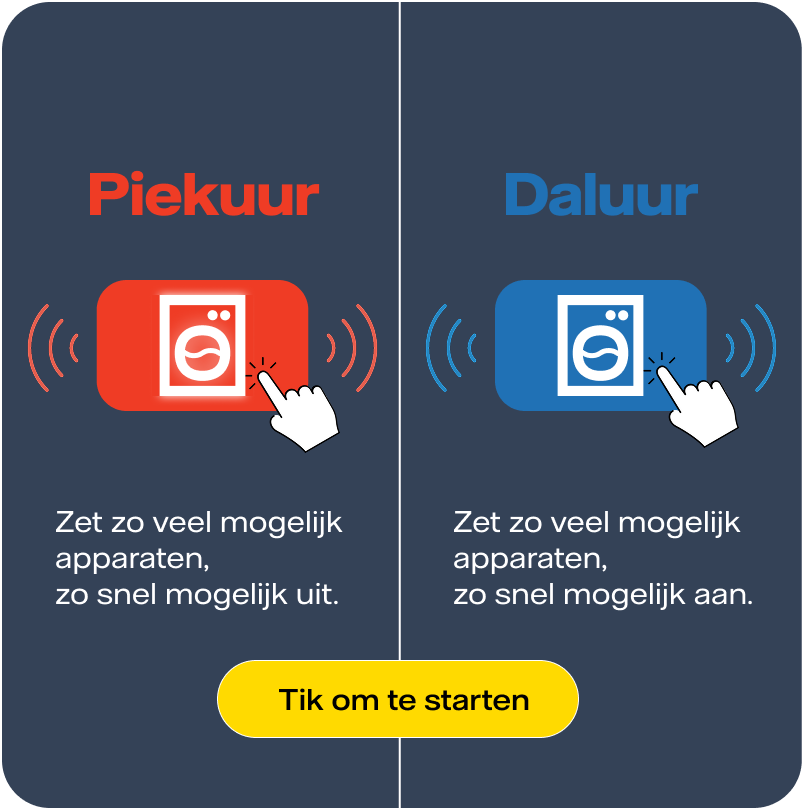 Piekuur
Daluur
Zet zo veel mogelijk
apparaten,
zo snel mogelijk uit.
Zet zo veel mogelijk
apparaten,
zo snel mogelijk aan.
Tik om te starten